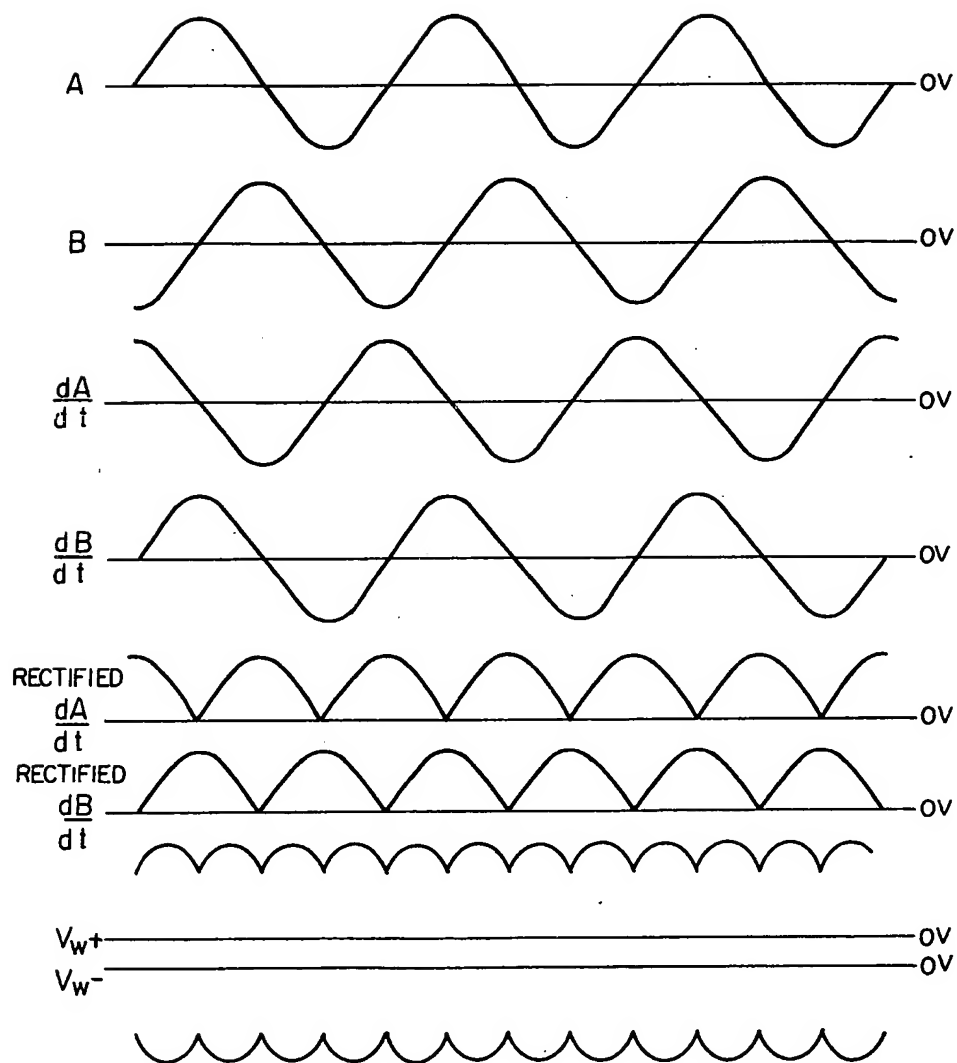 A OV
B OV
dA
dt OV
dB
dt OV
RECTIFIED
dA
dt OV
RECTIFIED
dB
dt OV
Vw+ OV
Vw- OV